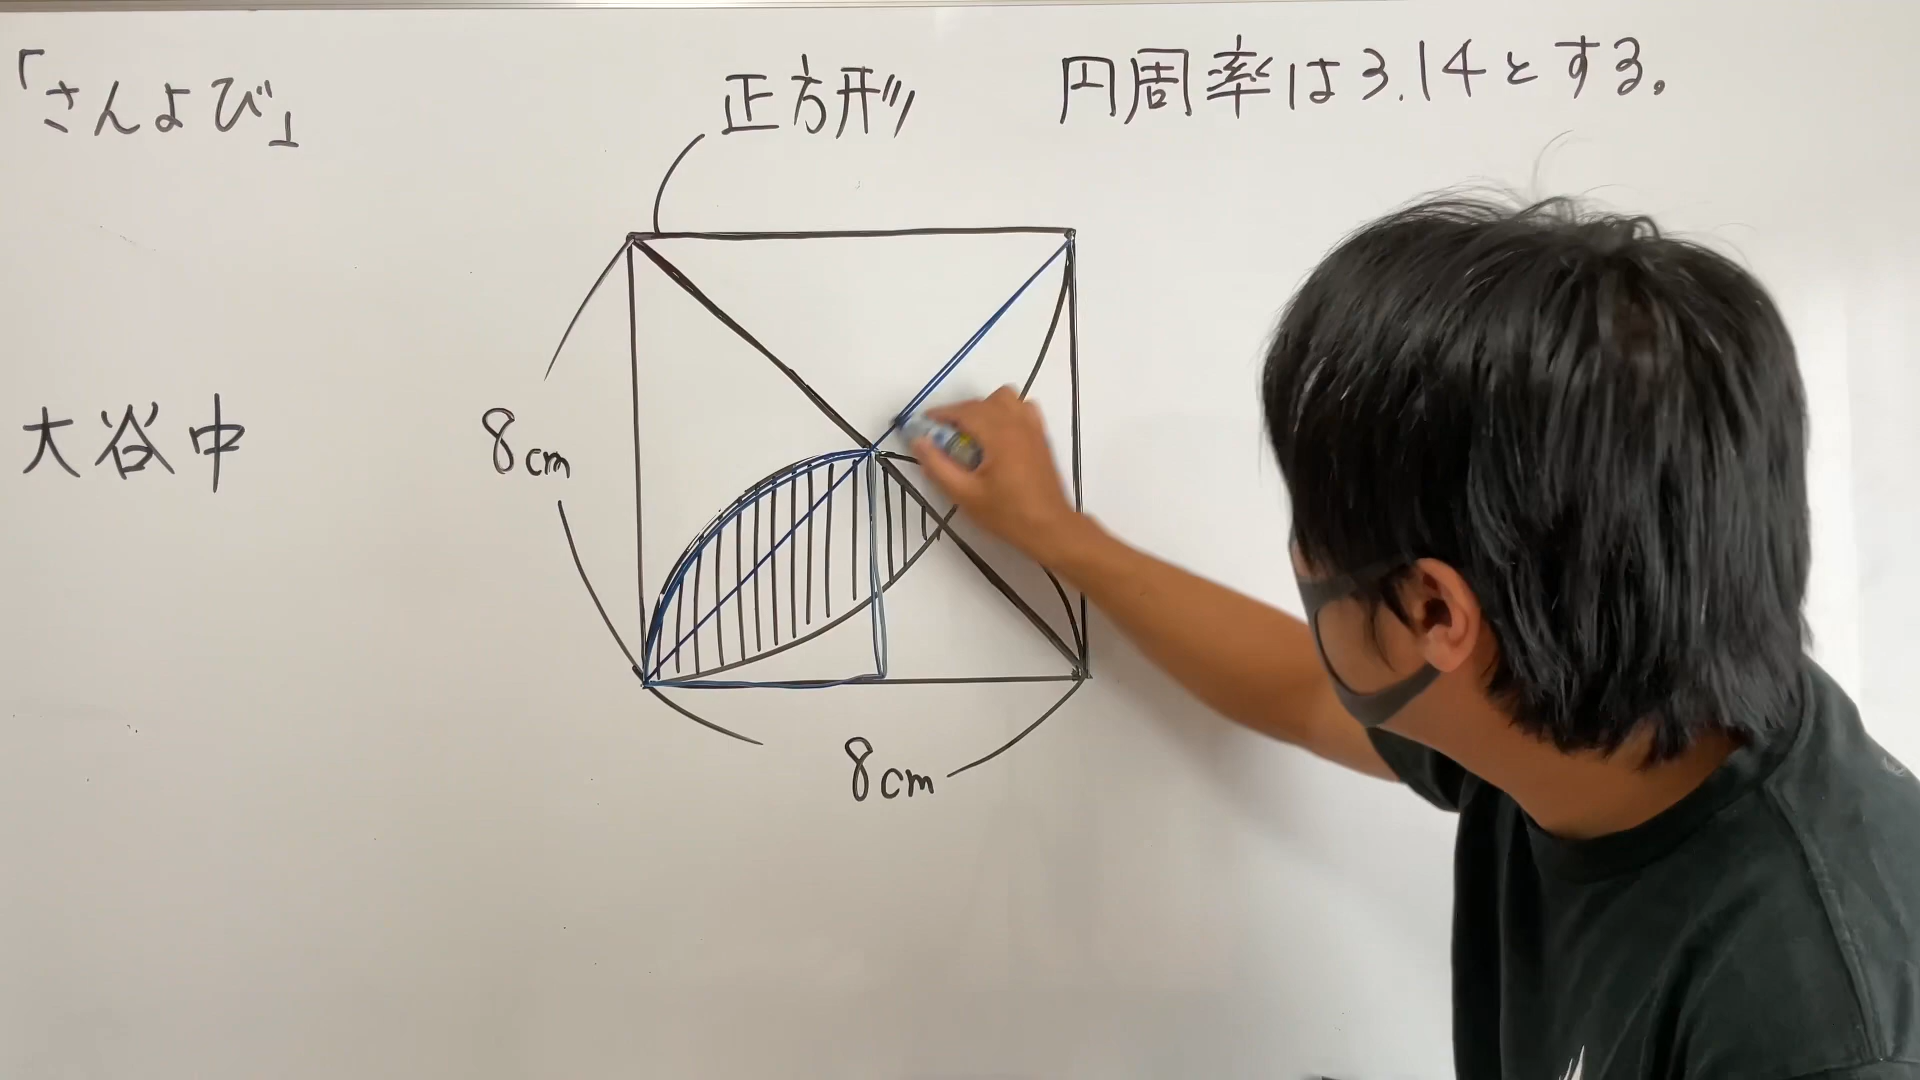 「さんよび」
正方形
円周率は3.14とする。
大谷中
8cm
8cm